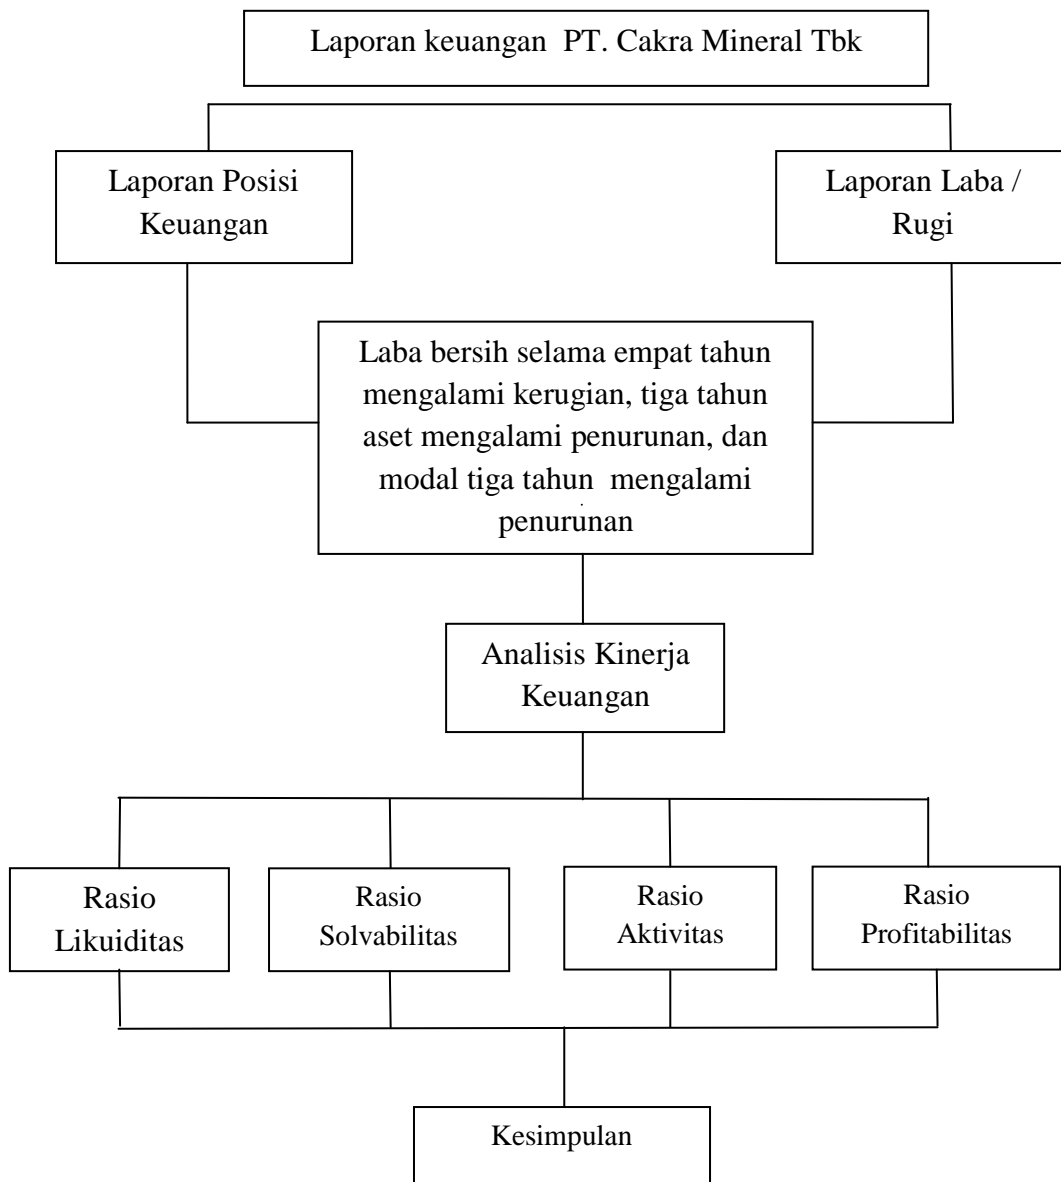 Laporan keuangan  PT. Cakra Mineral Tbk
Laporan Posisi
Keuangan
Laporan Laba /
Rugi
Laba bersih selama empat tahun
mengalami kerugian, tiga tahun
aset mengalami penurunan, dan
modal tiga tahun  mengalami
penurunan
Analisis Kinerja
Keuangan
Rasio
Likuiditas
Rasio
Solvabilitas
Rasio
Aktivitas
Rasio
Profitabilitas
Kesimpulan